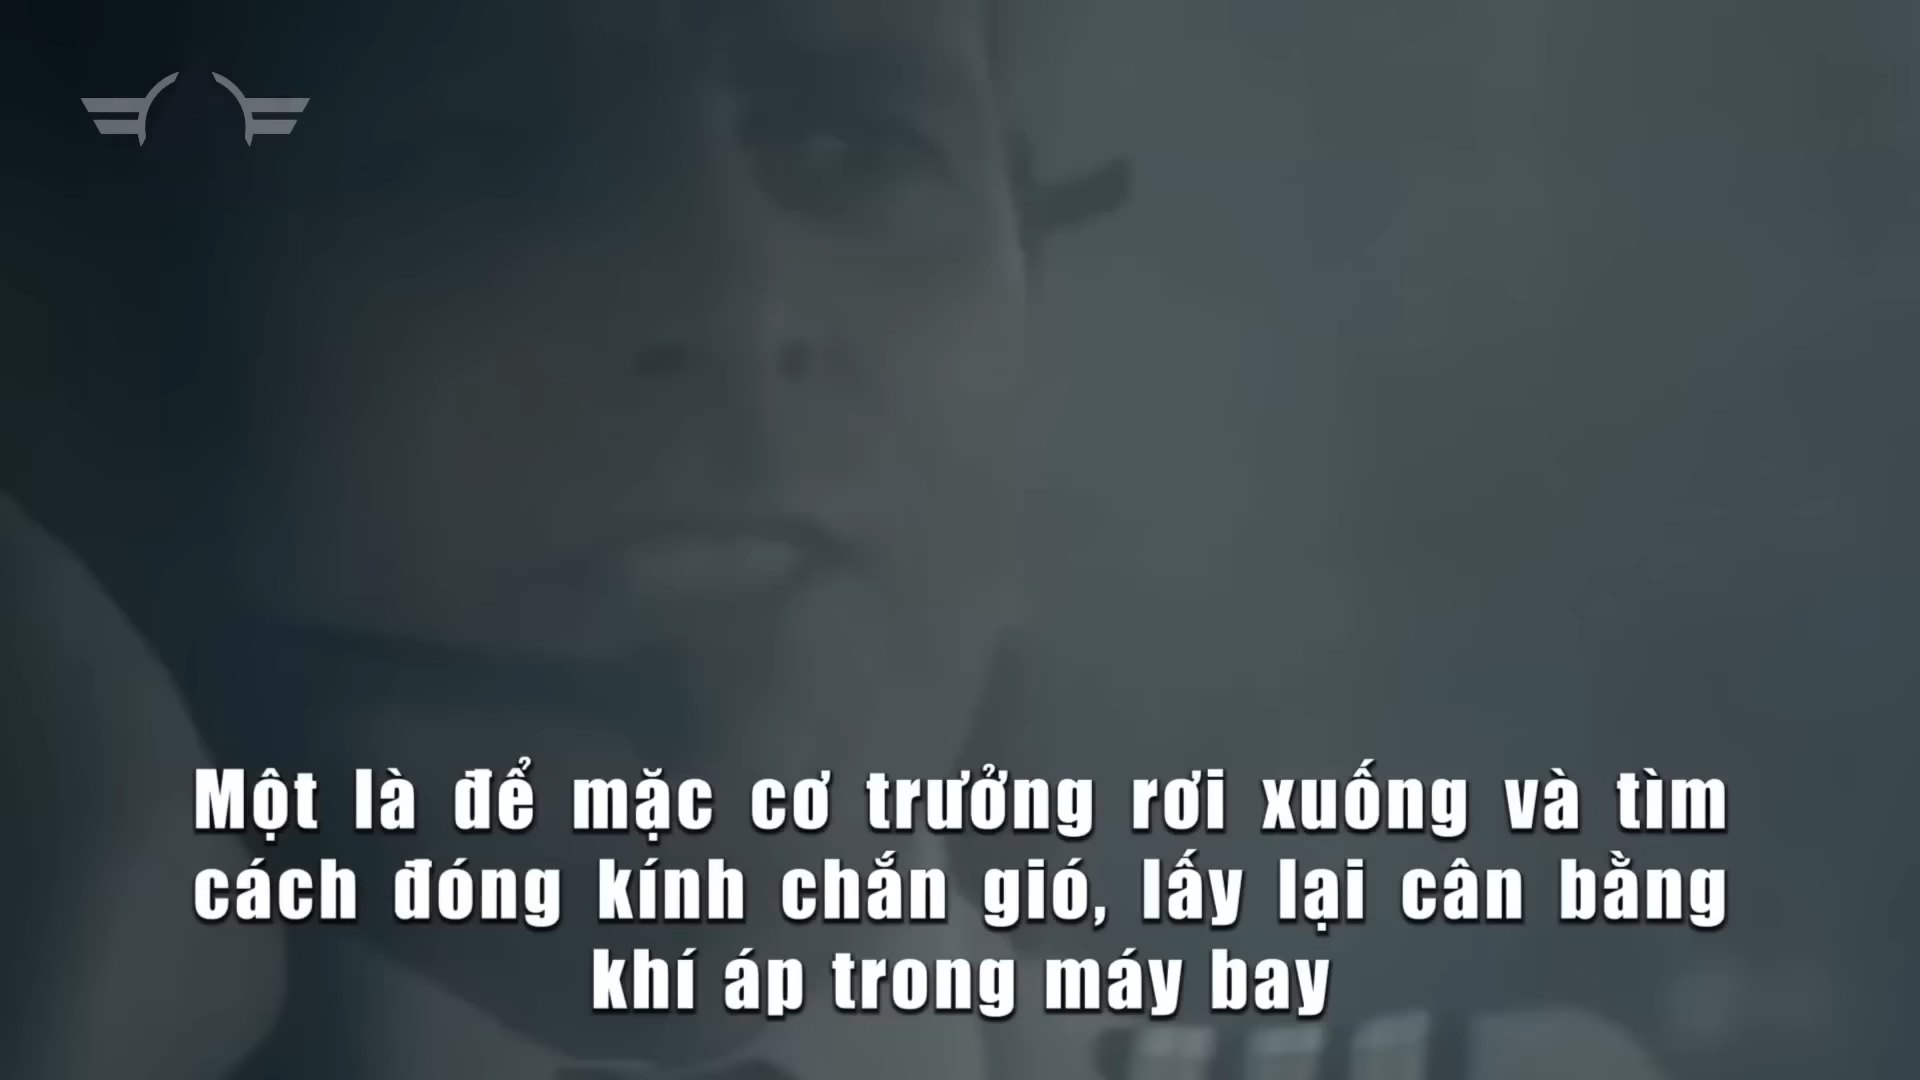 Một là để mặc cơ trưởng rơi xuống và tìm
cách đóng kính chắn gió, lấy lại cân bằng
khí áp trong máy bay